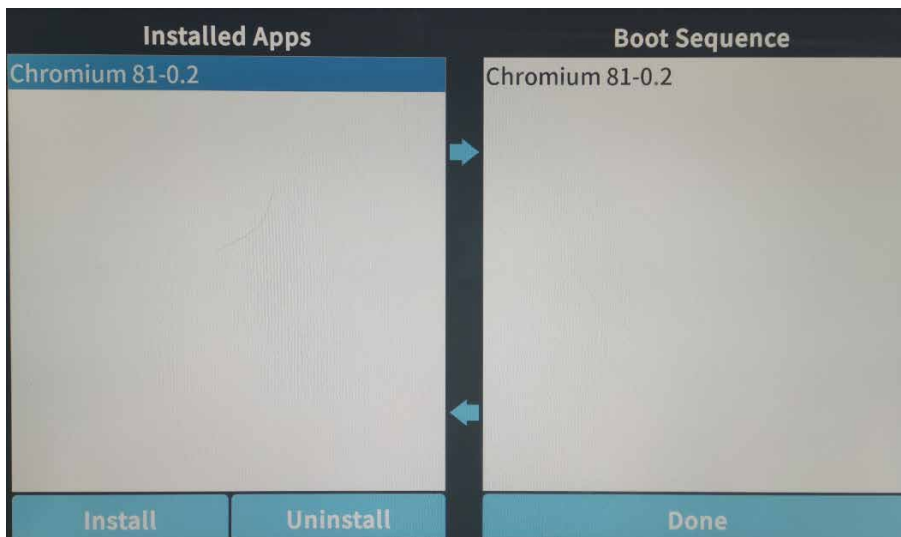 Installed Apps
Chromium 81-0.2
Install
Uninstall
Boot Sequence
Chromium 81-0.2
Done